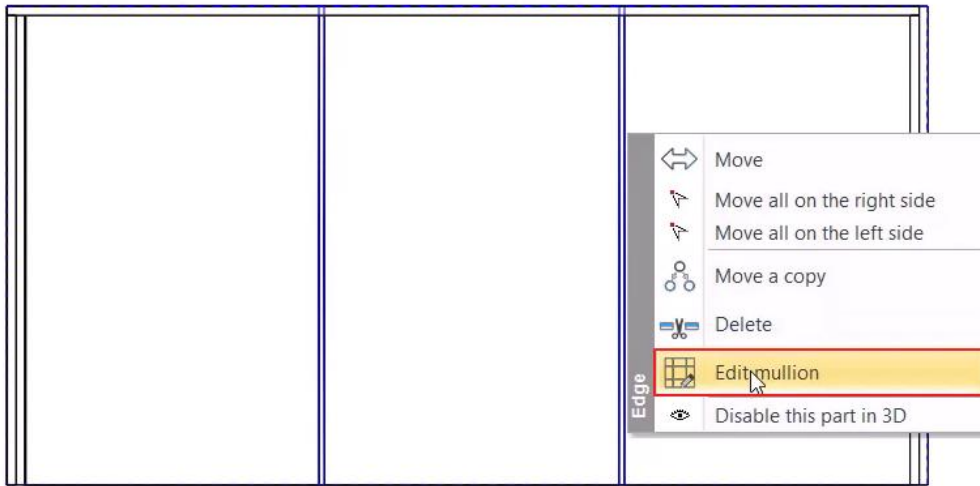 Move
Move all on the right side
Move all on the left side
Move a copy
Delete
Edit mullion
Disable this part in 3D
Edge